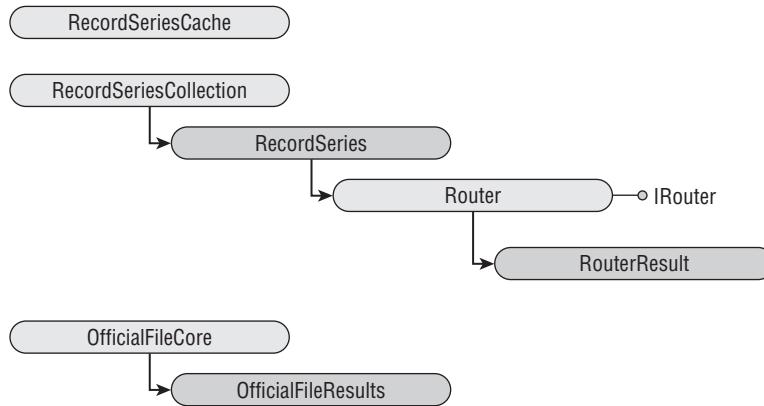 RecordSeriesCache
RecordSeriesCollection
RecordSeries
Router
IRouter
RouterResult
OfficialFileCore
OfficialFileResults